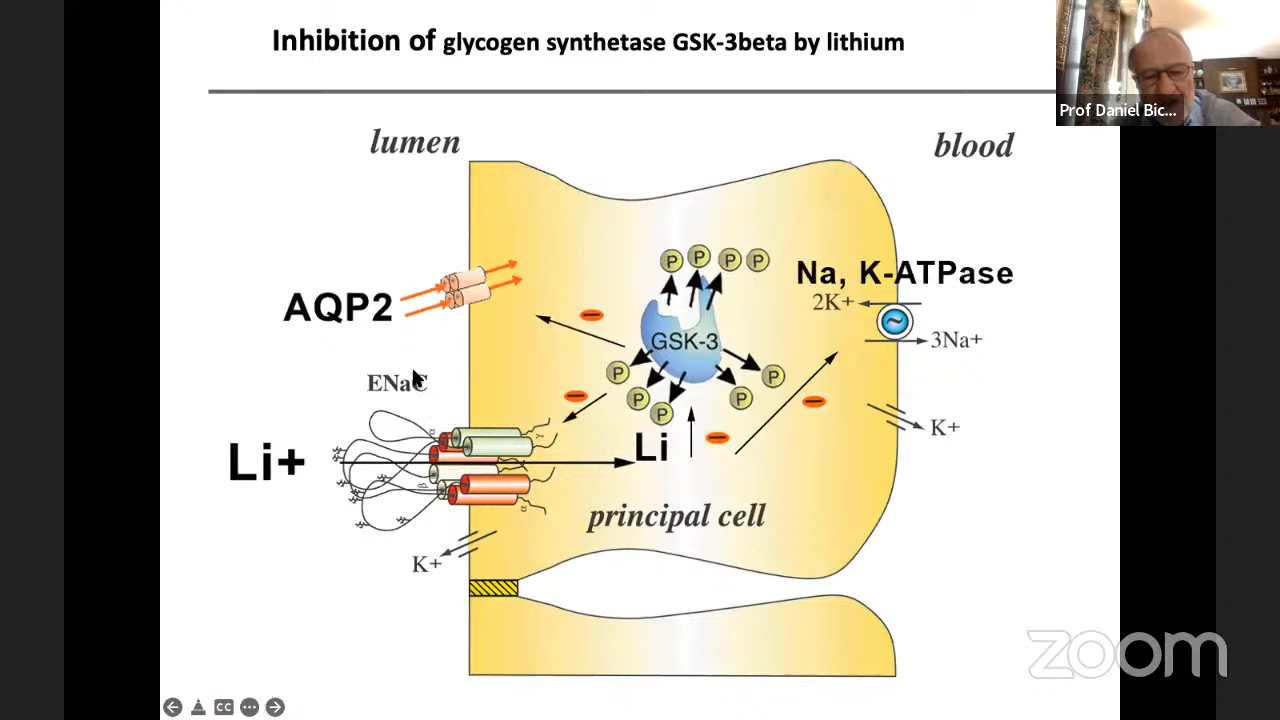 Inhibition of glycogen synthetase GSK-3beta by lithium
Prof Daniel Bic...
lumen
blood
P P P P
Na, K-ATPase
2K+
~
AQP2
GSK-3
3Na+
P
P
ENaC
P
P
P
K+
Li
Li+
α
γ
β
α
principal cell
K+
zoom
CC